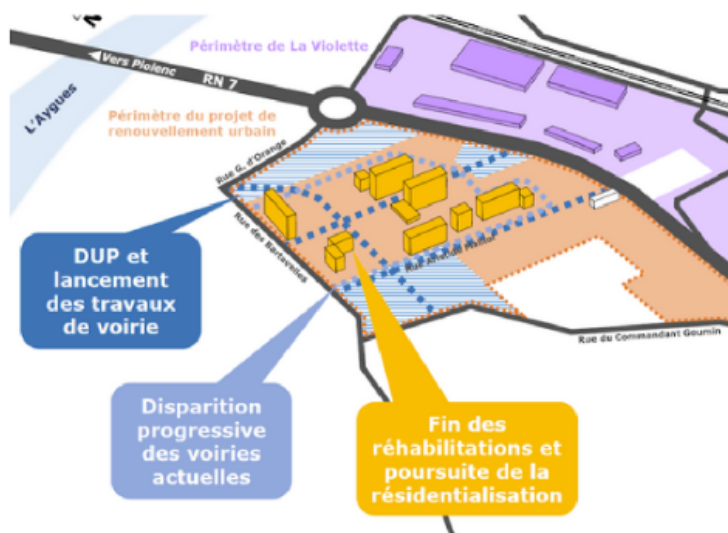 Périmètre de La Violette
Vers Piolenc
RN 7
L'Aygues
Périmètre du projet de
renouvellement urbain
Rue G. d'Orange
Rue des Bartavelles
DUP et
lancement
des travaux
de voirie
Rue du Commandant Goumin
Disparition
progressive
des voiries
actuelles
Fin des
réhabilitations et
poursuite de la
résidentialisation